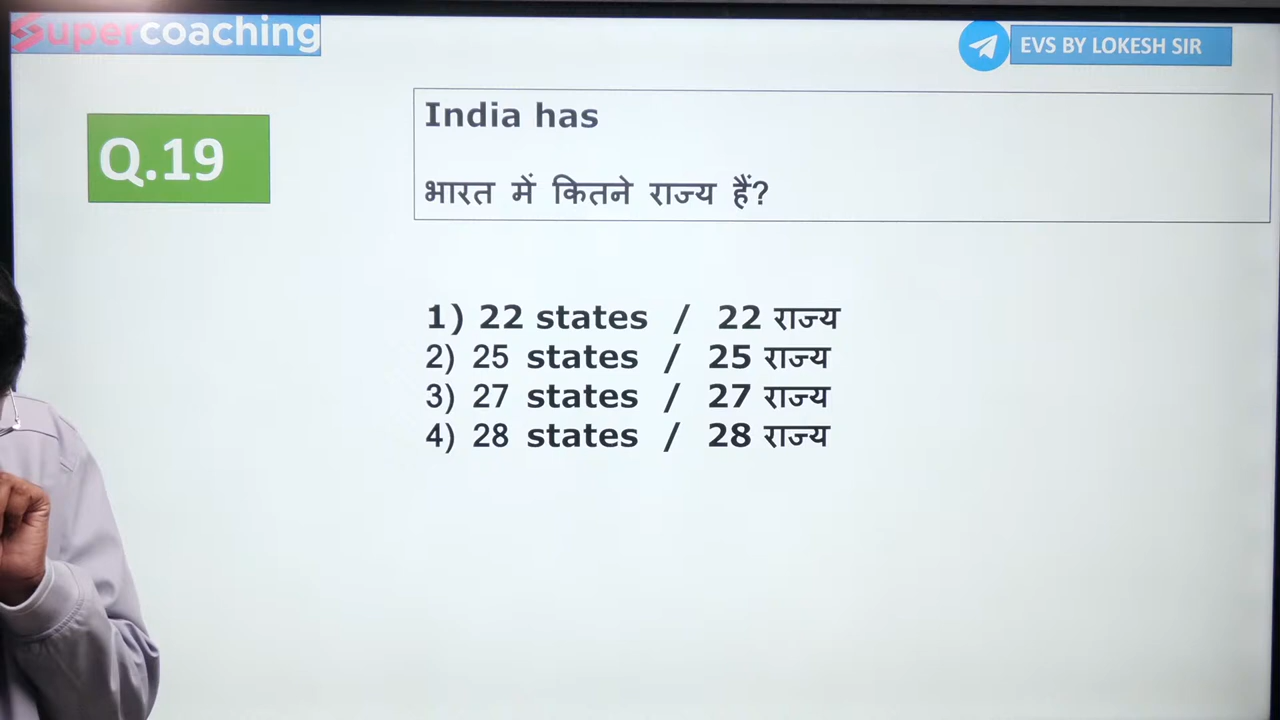 Supercoaching
EVS BY LOKESH SIR
Q.19
India has
भारत में कितने राज्य हैं?
1) 22 states / 22 राज्य
2) 25 states / 25 राज्य
3) 27 states / 27 राज्य
4) 28 states / 28 राज्य